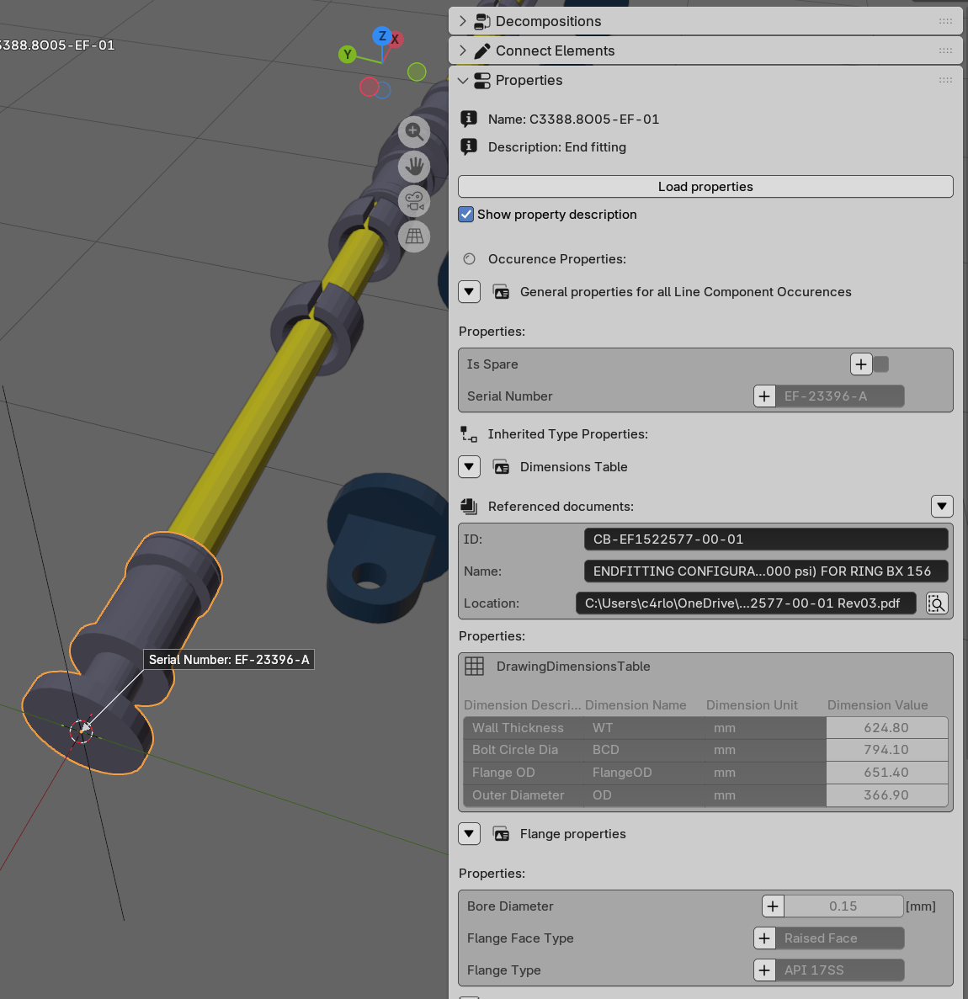 3388.8O05-EF-01
Z
X
Y
Decompositions
Connect Elements
Properties
Name: C3388.8O05-EF-01
Description: End fitting
Load properties
Show property description
Occurence Properties:
General properties for all Line Component Occurences
Properties:
Is Spare
Serial Number + EF-23396-A
Inherited Type Properties:
Dimensions Table
Referenced documents:
ID: CB-EF1522577-00-01
Name: ENDFITTING CONFIGURA...000 psi) FOR RING BX 156
Location: C:\Users\c4rlo\OneDrive\...2577-00-01 Rev03.pdf
Properties:
DrawingDimensionsTable
Dimension Descri... Dimension Name Dimension Unit Dimension Value
Wall Thickness WT mm 624.80
Bolt Circle Dia BCD mm 794.10
Flange OD FlangeOD mm 651.40
Outer Diameter OD mm 366.90
Flange properties
Properties:
Bore Diameter + 0.15 [mm]
Flange Face Type + Raised Face
Flange Type + API 17SS
Serial Number: EF-23396-A